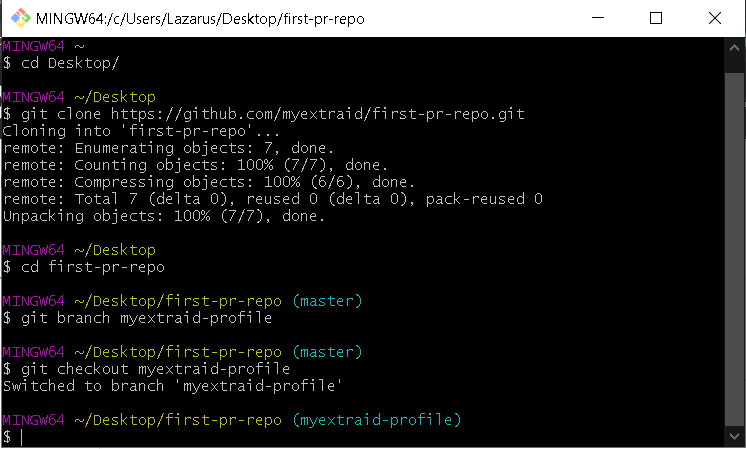 MINGW64:/c/Users/Lazarus/Desktop/first-pr-repo
MINGW64 ~
$ cd Desktop/
MINGW64 ~/Desktop
$ git clone https://github.com/myextraid/first-pr-repo.git
Cloning into 'first-pr-repo'...
remote: Enumerating objects: 7, done.
remote: Counting objects: 100% (7/7), done.
remote: Compressing objects: 100% (6/6), done.
remote: Total 7 (delta 0), reused 0 (delta 0), pack-reused 0
Unpacking objects: 100% (7/7), done.
MINGW64 ~/Desktop
$ cd first-pr-repo
MINGW64 ~/Desktop/first-pr-repo (master)
$ git branch myextraid-profile
MINGW64 ~/Desktop/first-pr-repo (master)
$ git checkout myextraid-profile
Switched to branch 'myextraid-profile'
MINGW64 ~/Desktop/first-pr-repo (myextraid-profile)
$